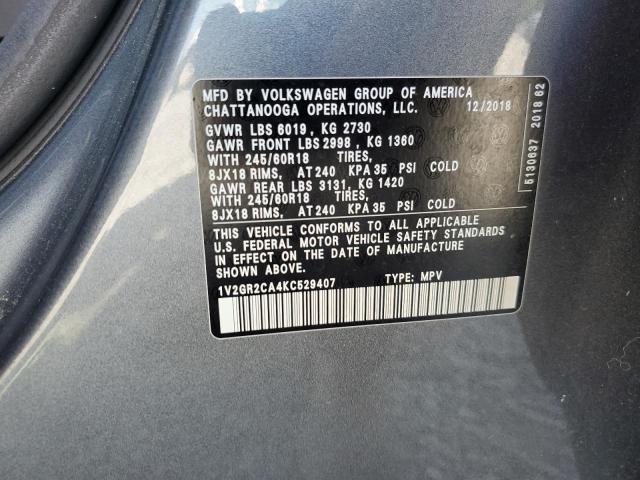 MFD BY VOLKSWAGEN GROUP OF AMERICA
CHATTANOOGA OPERATIONS, LLC. 12/2018
GVWR LBS 6019, KG 2730
GAWR FRONT LBS 2998, KG 1360
WITH 245/60R18 TIRES,
8JX18 RIMS, AT 240 KPA 35 PSI COLD
GAWR REAR LBS 3131, KG 1420
WITH 245/60R18 TIRES,
8JX18 RIMS, AT 240 KPA 35 PSI COLD
THIS VEHICLE CONFORMS TO ALL APPLICABLE
U.S. FEDERAL MOTOR VEHICLE SAFETY STANDARDS
IN EFFECT ON THE DATE OF MANUFACTURE
SHOWN ABOVE.
1V2GR2CA4KC529407 TYPE: MPV
5130637 2018 62